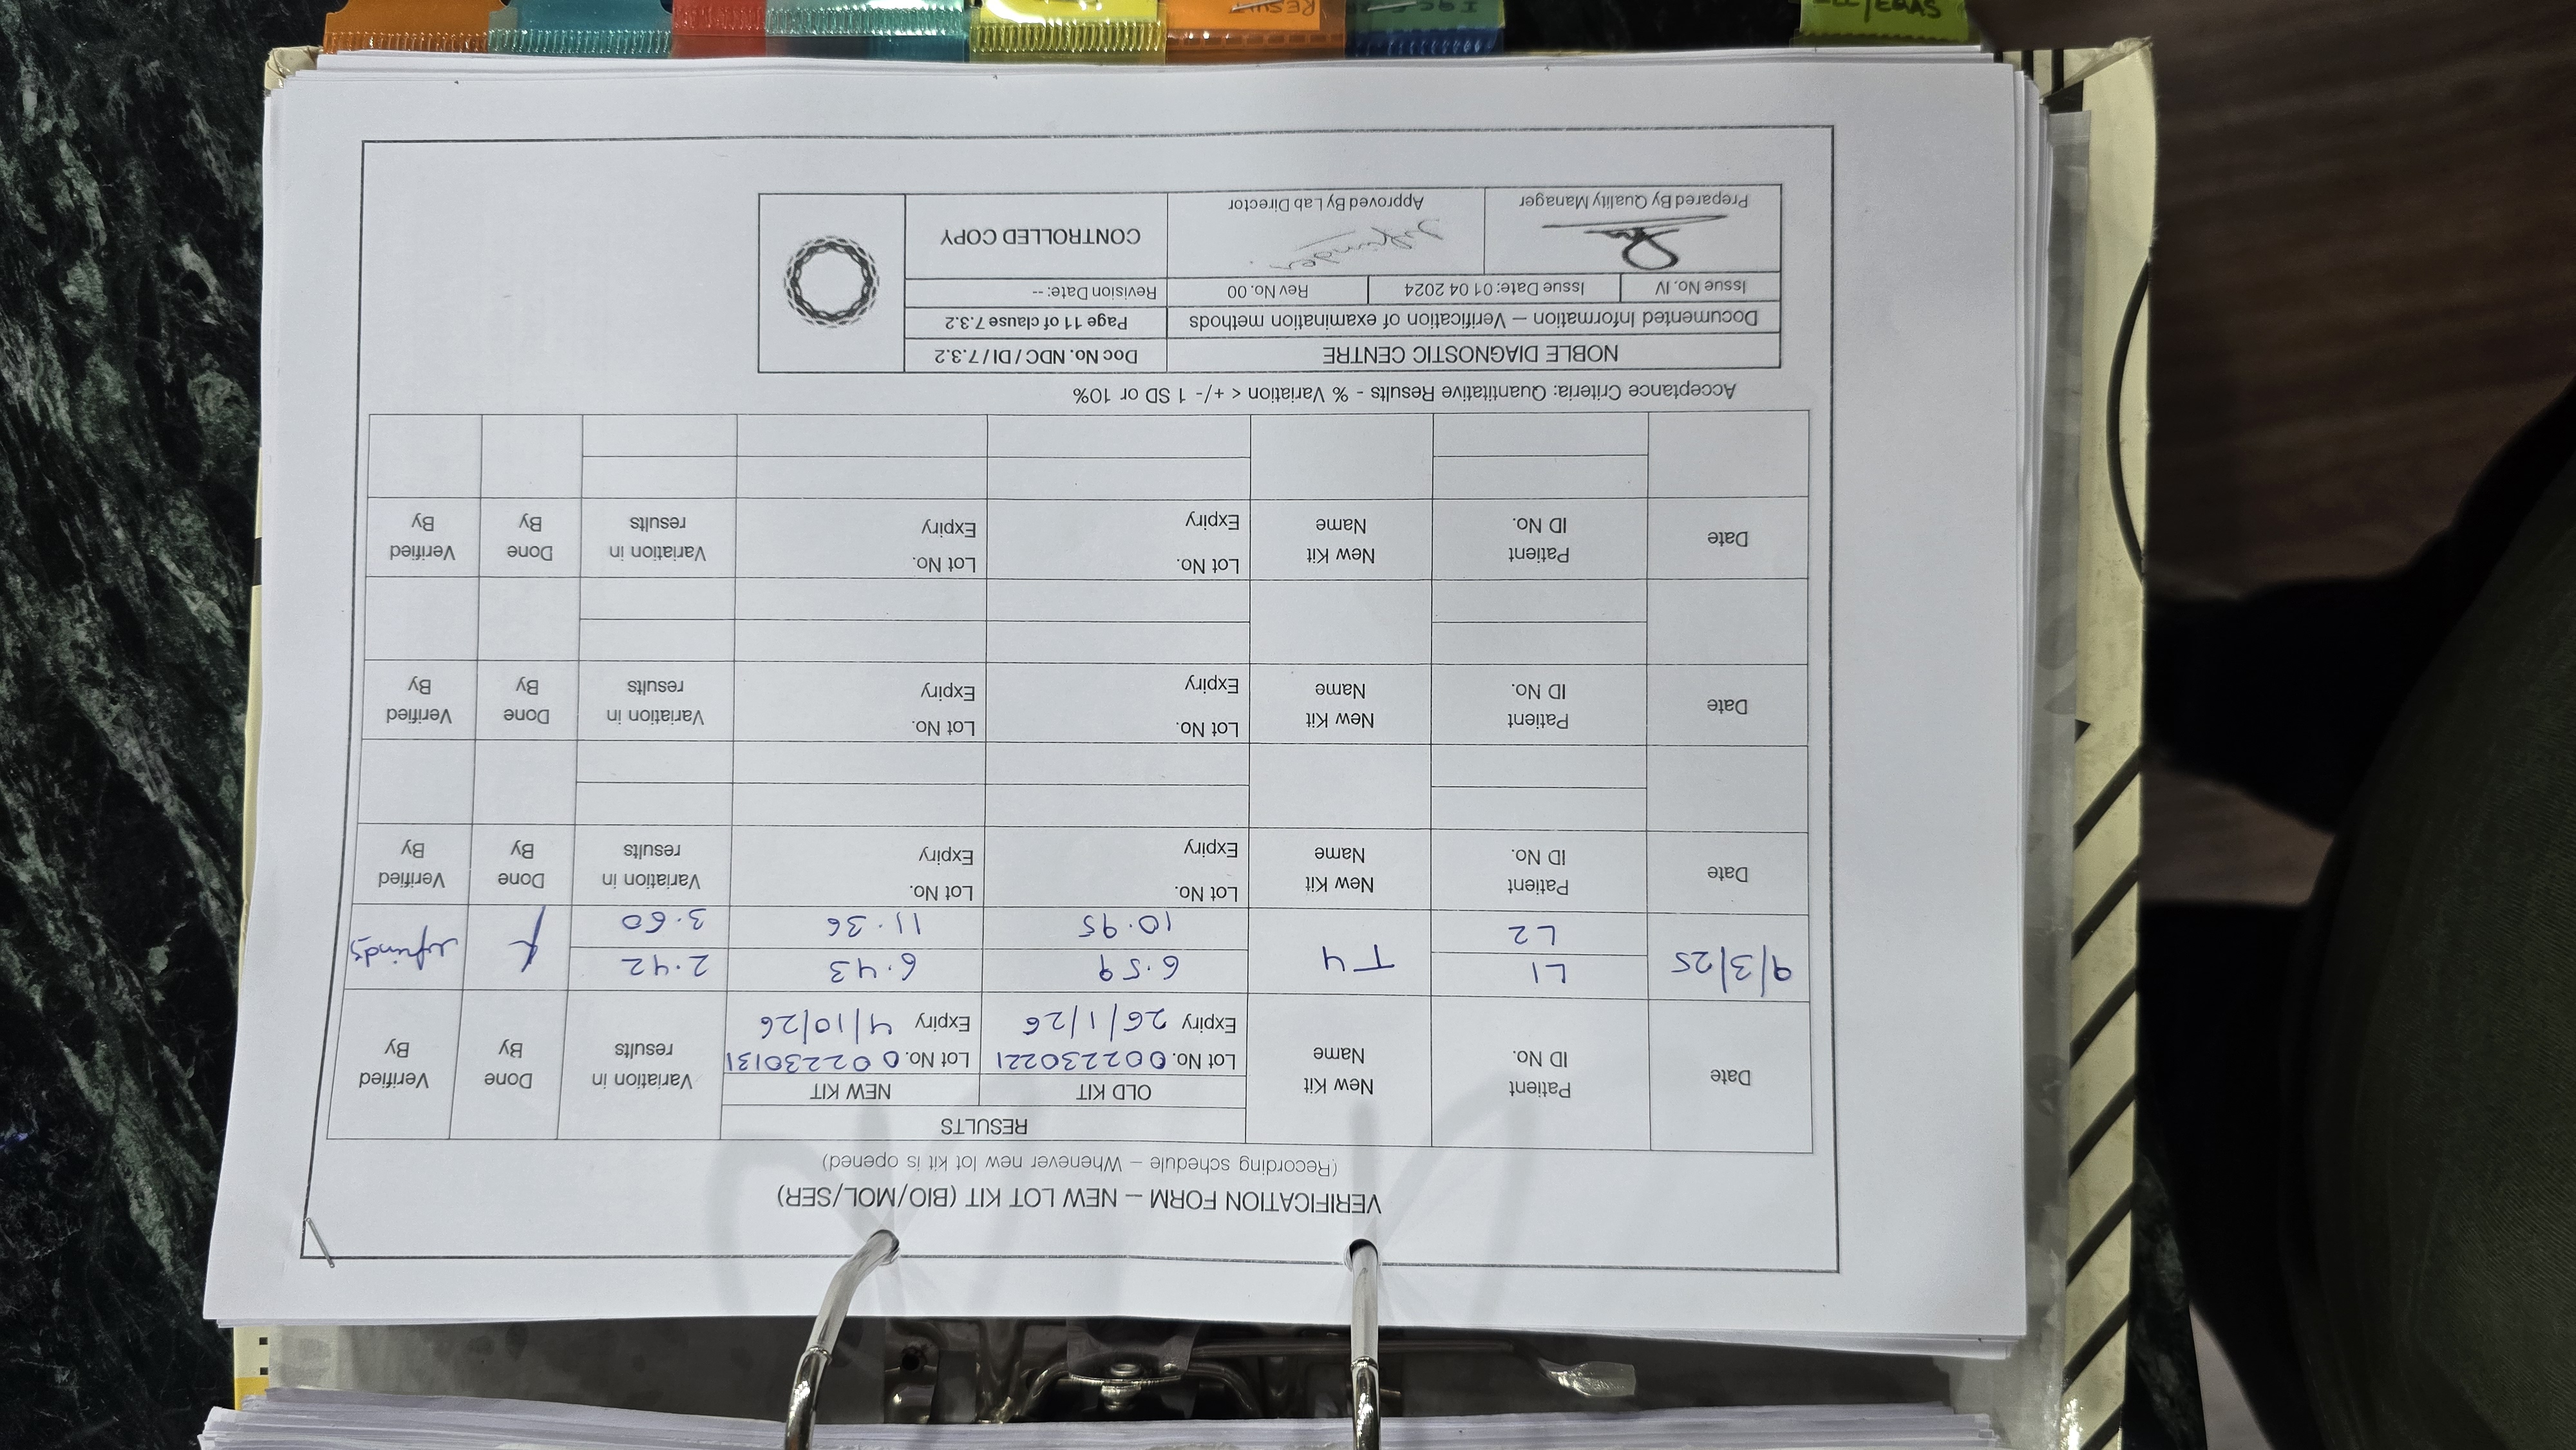 VERIFICATION FORM – NEW LOT KIT (BIO/MOL/SER)
(Recording schedule – Whenever new lot kit is opened)
Date
Patient ID No.
New Kit Name
RESULTS
OLD KIT
NEW KIT
Variation in results
Done By
Verified By
Lot No. 002230221
Lot No. 002230131
Expiry 26/1/26
Expiry 4/10/26
9/3/25 L1 T4 6.59 6.43 2.42
L2 10.95 11.36 3.60
Date Patient ID No. New Kit Name Lot No. Lot No. Variation in results Done By Verified By
Expiry Expiry
Date Patient ID No. New Kit Name Lot No. Lot No. Variation in results Done By Verified By
Expiry Expiry
Date Patient ID No. New Kit Name Lot No. Lot No. Variation in results Done By Verified By
Expiry Expiry
Acceptance Criteria: Quantitative Results - % Variation < +/- 1 SD or 10%
NOBLE DIAGNOSTIC CENTRE Doc No. NDC / DI / 7.3.2
Documented Information – Verification of examination methods Page 11 of clause 7.3.2
Issue No. IV Issue Date: 01 04 2024 Rev No. 00 Revision Date: --
Prepared By Quality Manager Approved By Lab Director CONTROLLED COPY